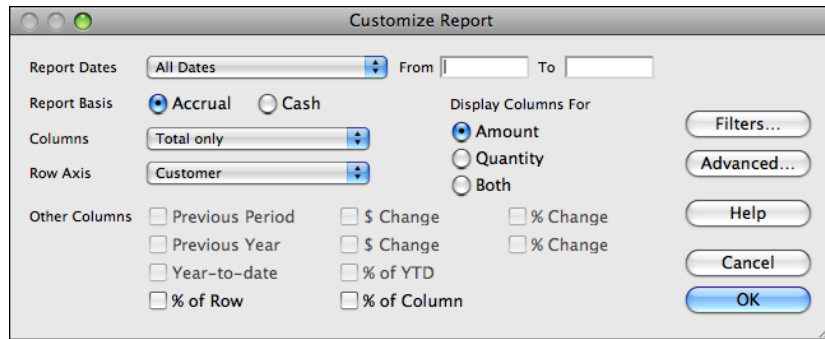 Customize Report
Report Dates All Dates From To
Report Basis Accrual Cash Display Columns For
Columns Total only Amount Filters...
Row Axis Customer Quantity Advanced...
Both
Other Columns Previous Period $ Change % Change Help
Previous Year $ Change % Change
Year-to-date % of YTD Cancel
% of Row % of Column OK